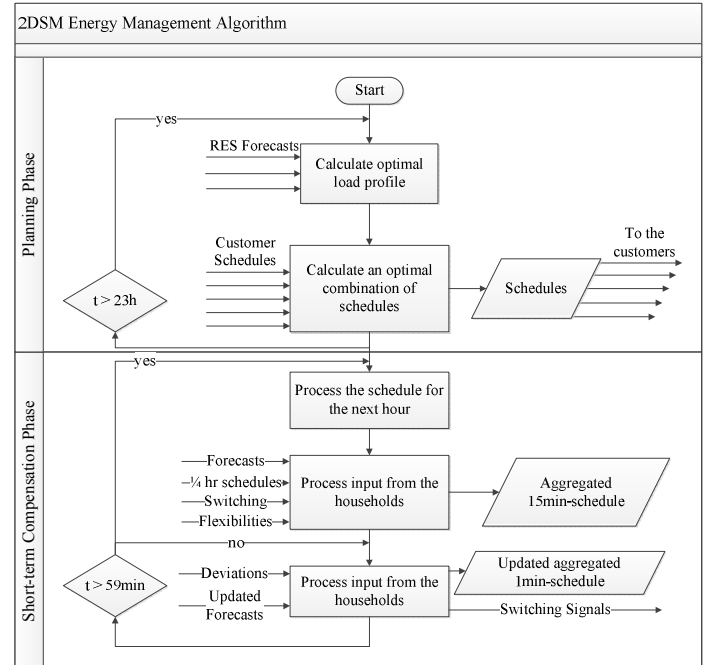 2DSM Energy Management Algorithm
Planning Phase
Start
yes
RES Forecasts
Calculate optimal
load profile
Customer
Schedules
Calculate an optimal
combination of
schedules
Schedules
To the
customers
t > 23h
Short-term Compensation Phase
yes
Process the schedule for
the next hour
Forecasts
¼ hr schedules
Switching
Flexibilities
Process input from the
households
Aggregated
15min-schedule
no
t > 59min
Deviations
Updated
Forecasts
Process input from the
households
Updated aggregated
1min-schedule
Switching Signals